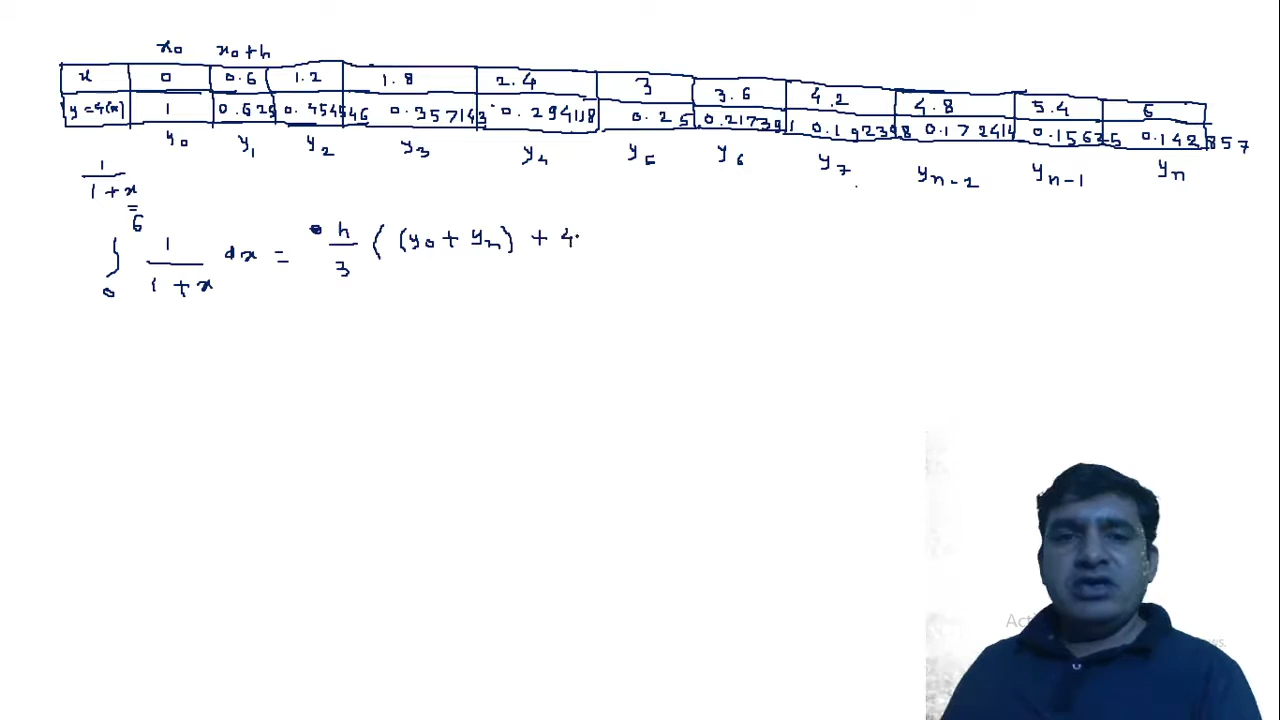 x₀ x₀+h
x 0 0.6 1.2 1.8 2.4 3 3.6 4.2 4.8 5.4 6
y=f(x) 1 0.625 0.454546 0.357143 0.294118 0.25 0.217391 0.192308 0.172414 0.15625 0.142857
y₀ y₁ y₂ y₃ y₄ y₅ y₆ y₇ yₙ₋₂ yₙ₋₁ yₙ
1/(1+x)
∫₀⁶ 1/(1+x) dx = h/3 ( (y₀ + yₙ) + 4